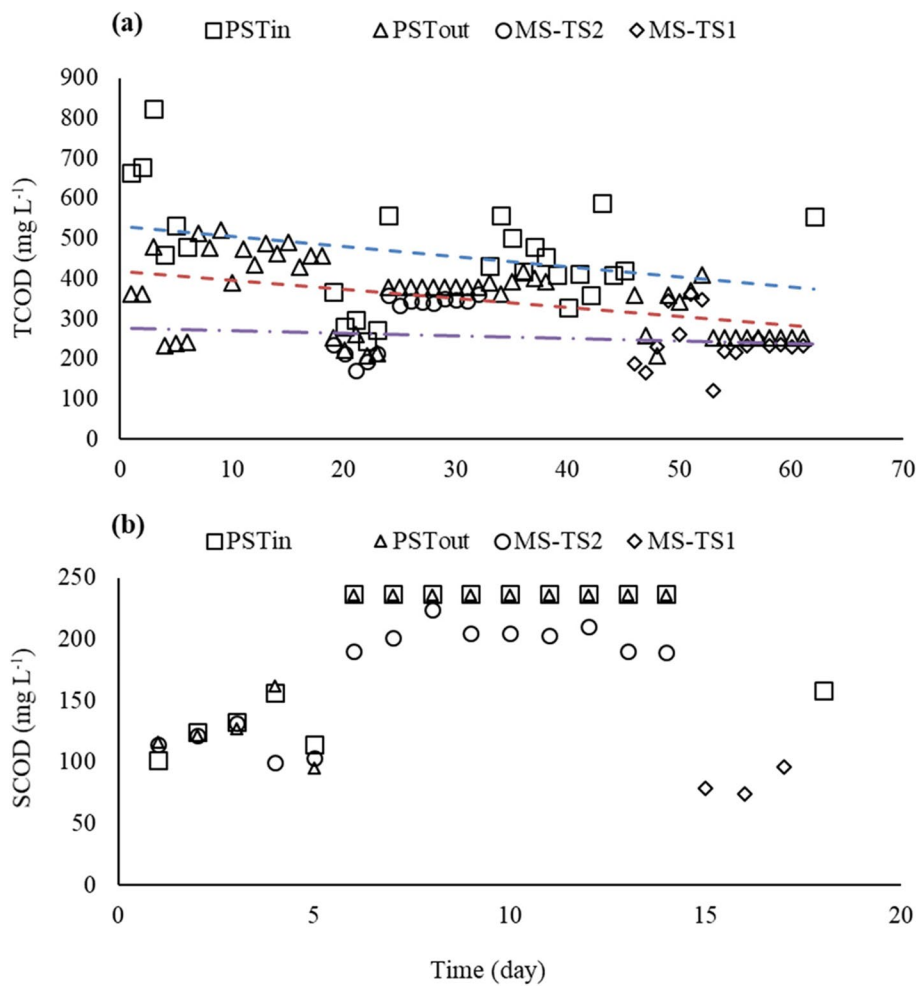 (a)
PSTin PSTout MS-TS2 MS-TS1
900
800
700
600
500
400
300
200
100
0
TCOD (mg L-1)
0 10 20 30 40 50 60 70
(b)
PSTin PSTout MS-TS2 MS-TS1
250
200
150
100
50
0
SCOD (mg L-1)
0 5 10 15 20
Time (day)